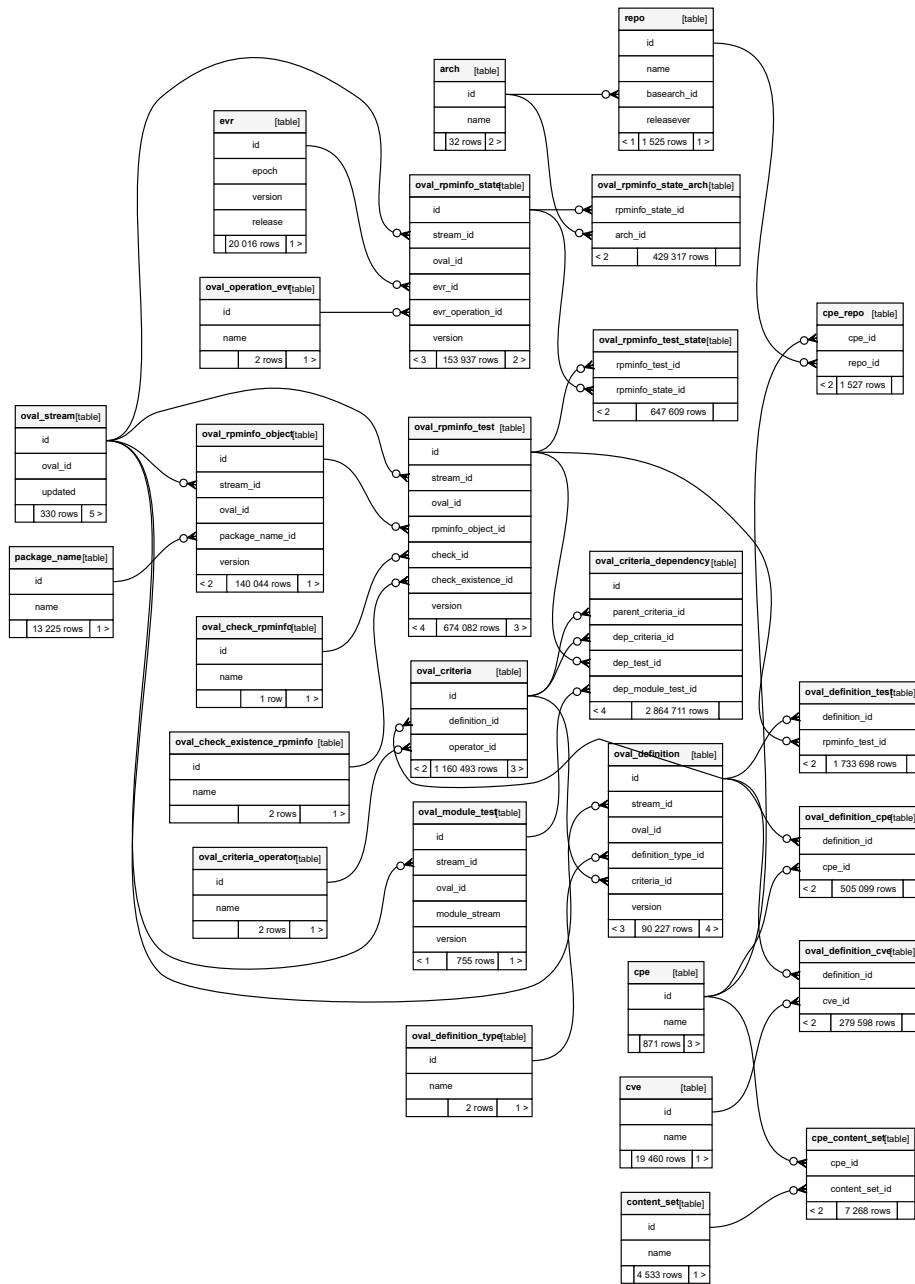 repo [table]
id
name
basearch_id
releasever
< 1 1 525 rows 1 >
arch [table]
id
name
32 rows 2 >
evr [table]
id
epoch
version
release
20 016 rows 1 >
oval_rpminfo_state [table]
id
stream_id
oval_id
evr_id
evr_operation_id
version
< 3 153 937 rows 2 >
oval_rpminfo_state_arch [table]
rpminfo_state_id
arch_id
< 2 429 317 rows
oval_operation_evr [table]
id
name
2 rows 1 >
cpe_repo [table]
cpe_id
repo_id
< 2 1 527 rows
oval_rpminfo_test_state [table]
rpminfo_test_id
rpminfo_state_id
< 2 647 609 rows
oval_stream [table]
id
oval_id
updated
330 rows 5 >
oval_rpminfo_object [table]
id
stream_id
oval_id
package_name_id
version
< 2 140 044 rows 1 >
oval_rpminfo_test [table]
id
stream_id
oval_id
rpminfo_object_id
check_id
check_existence_id
version
< 4 674 082 rows 3 >
package_name [table]
id
name
13 225 rows 1 >
oval_criteria_dependency [table]
id
parent_criteria_id
dep_criteria_id
dep_test_id
dep_module_test_id
< 4 2 864 711 rows
oval_check_rpminfo [table]
id
name
1 row 1 >
oval_criteria [table]
id
definition_id
operator_id
< 2 1 160 493 rows 3 >
oval_definition_test [table]
definition_id
rpminfo_test_id
< 2 1 733 698 rows
oval_check_existence_rpminfo [table]
id
name
2 rows 1 >
oval_definition [table]
id
stream_id
oval_id
definition_type_id
criteria_id
version
< 3 90 227 rows 4 >
oval_module_test [table]
id
stream_id
oval_id
module_stream
version
< 1 755 rows 1 >
oval_definition_cpe [table]
definition_id
cpe_id
< 2 505 099 rows
oval_criteria_operator [table]
id
name
2 rows 1 >
oval_definition_cve [table]
definition_id
cve_id
< 2 279 598 rows
cpe [table]
id
name
871 rows 3 >
oval_definition_type [table]
id
name
2 rows 1 >
cve [table]
id
name
19 460 rows 1 >
cpe_content_set [table]
cpe_id
content_set_id
< 2 7 268 rows
content_set [table]
id
name
4 533 rows 1 >